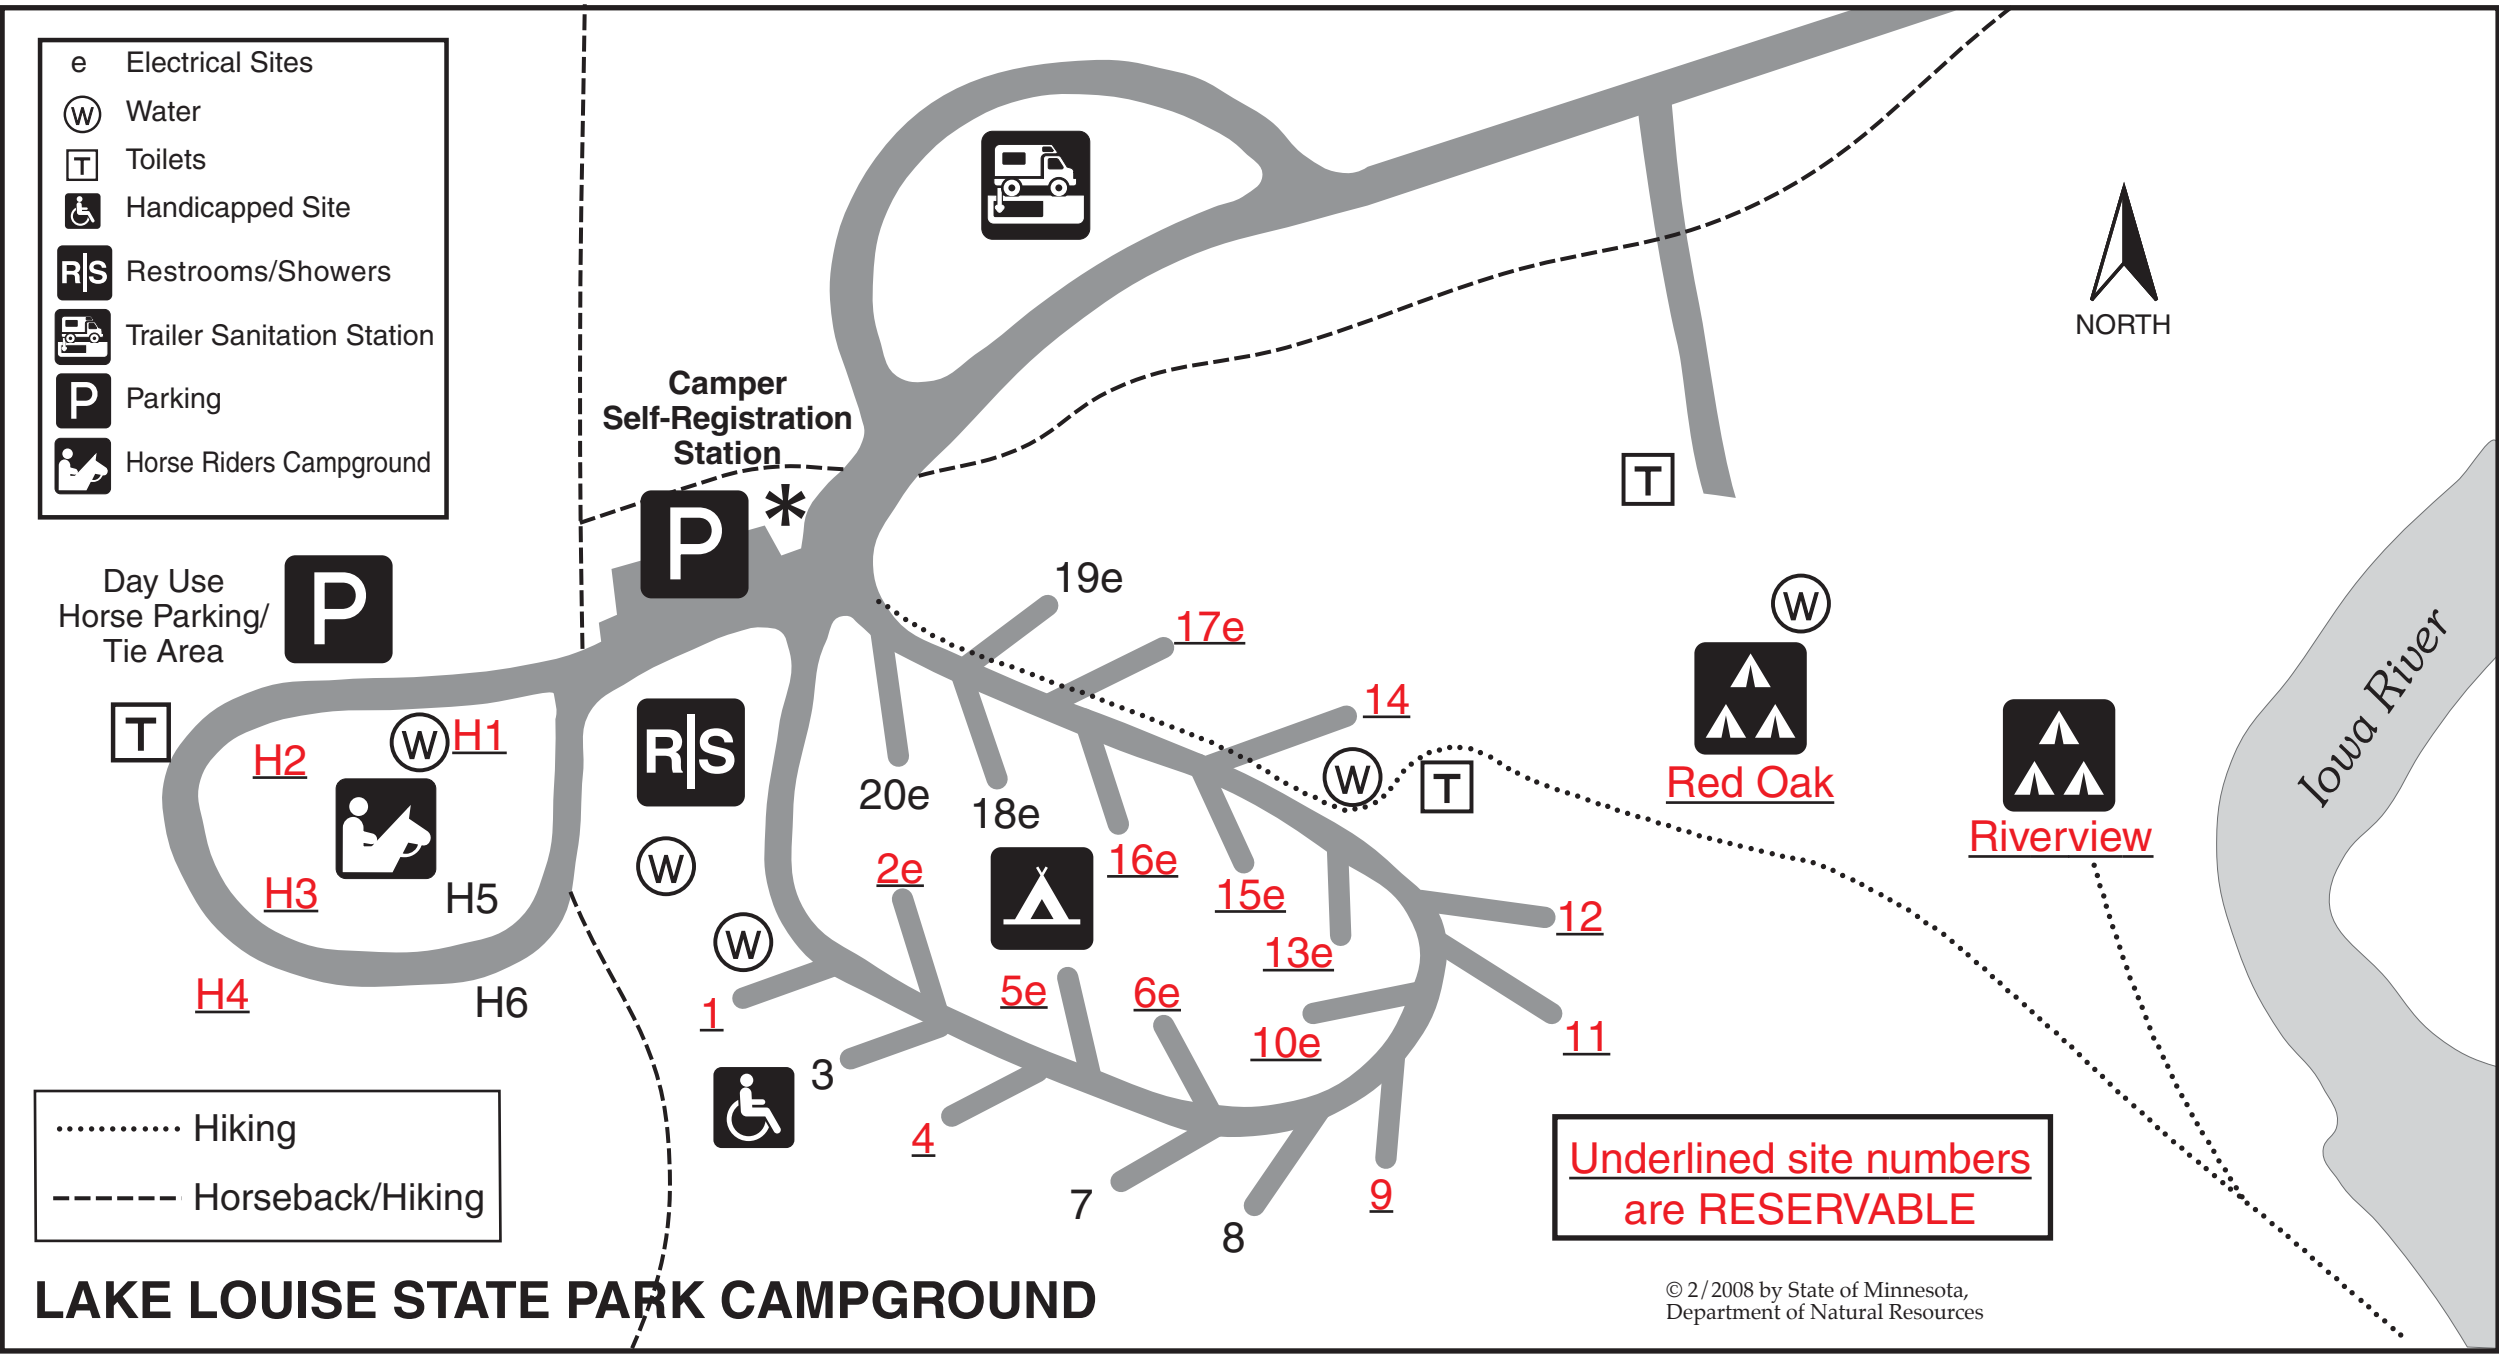 e Electrical Sites
W Water
T Toilets
Handicapped Site
R|S Restrooms/Showers
Trailer Sanitation Station
P Parking
Horse Riders Campground
NORTH
Camper
Self-Registration
Station
*
P
T
Day Use
Horse Parking/
Tie Area
P
19e
17e
W
14
Red Oak
Riverview
Iowa River
T
W
H1
H2
R|S
20e
18e
W
T
16e
15e
2e
W
H3
H5
12
13e
W
H4
H6
1
5e
6e
10e
11
3
4
7
8
9
Hiking
Horseback/Hiking
Underlined site numbers
are RESERVABLE
LAKE LOUISE STATE PARK CAMPGROUND
© 2/2008 by State of Minnesota,
Department of Natural Resources